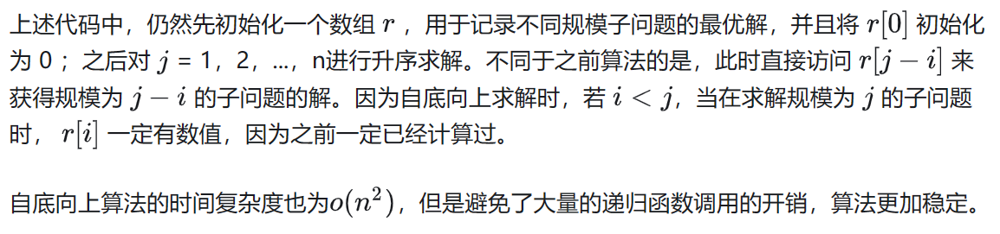 上述代码中，仍然先初始化一个数组 r ，用于记录不同规模子问题的最优解，并且将 r[0] 初始化
为 0 ；之后对 j = 1，2，...，n进行升序求解。不同于之前算法的是，此时直接访问 r[j − i] 来
获得规模为 j − i 的子问题的解。因为自底向上求解时，若 i < j，当在求解规模为 j 的子问题
时， r[i] 一定有数值，因为之前一定已经计算过。
自底向上算法的时间复杂度也为o(n²)，但是避免了大量的递归函数调用的开销，算法更加稳定。